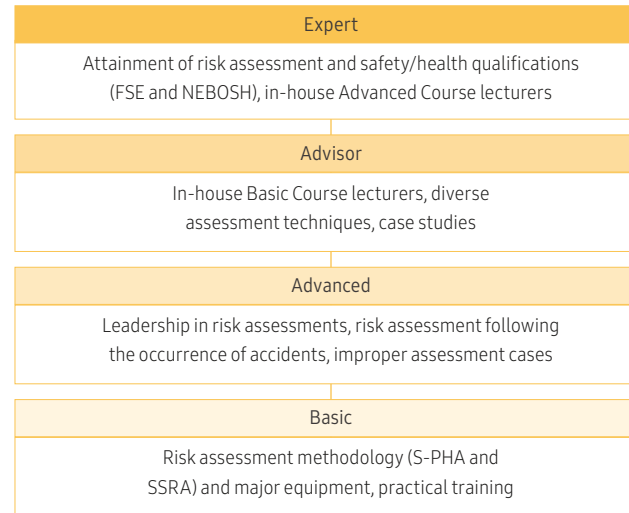 Expert
Attainment of risk assessment and safety/health qualifications
(FSE and NEBOSH), in-house Advanced Course lecturers
Advisor
In-house Basic Course lecturers, diverse
assessment techniques, case studies
Advanced
Leadership in risk assessments, risk assessment following
the occurrence of accidents, improper assessment cases
Basic
Risk assessment methodology (S-PHA and
SSRA) and major equipment, practical training